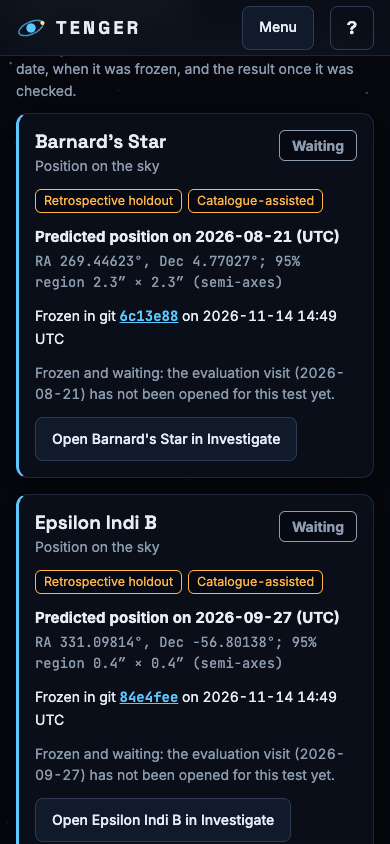 TENGER
Menu
?
date, when it was frozen, and the result once it was
checked.
Barnard's Star
Waiting
Position on the sky
Retrospective holdout
Catalogue-assisted
Predicted position on 2026-08-21 (UTC)
RA 269.44623°, Dec 4.77027°; 95%
region 2.3″ × 2.3″ (semi-axes)
Frozen in git 6c13e88 on 2026-11-14 14:49
UTC
Frozen and waiting: the evaluation visit (2026-
08-21) has not been opened for this test yet.
Open Barnard's Star in Investigate
Epsilon Indi B
Waiting
Position on the sky
Retrospective holdout
Catalogue-assisted
Predicted position on 2026-09-27 (UTC)
RA 331.09814°, Dec -56.80138°; 95%
region 0.4″ × 0.4″ (semi-axes)
Frozen in git 84e4fee on 2026-11-14 14:49
UTC
Frozen and waiting: the evaluation visit (2026-
09-27) has not been opened for this test yet.
Open Epsilon Indi B in Investigate